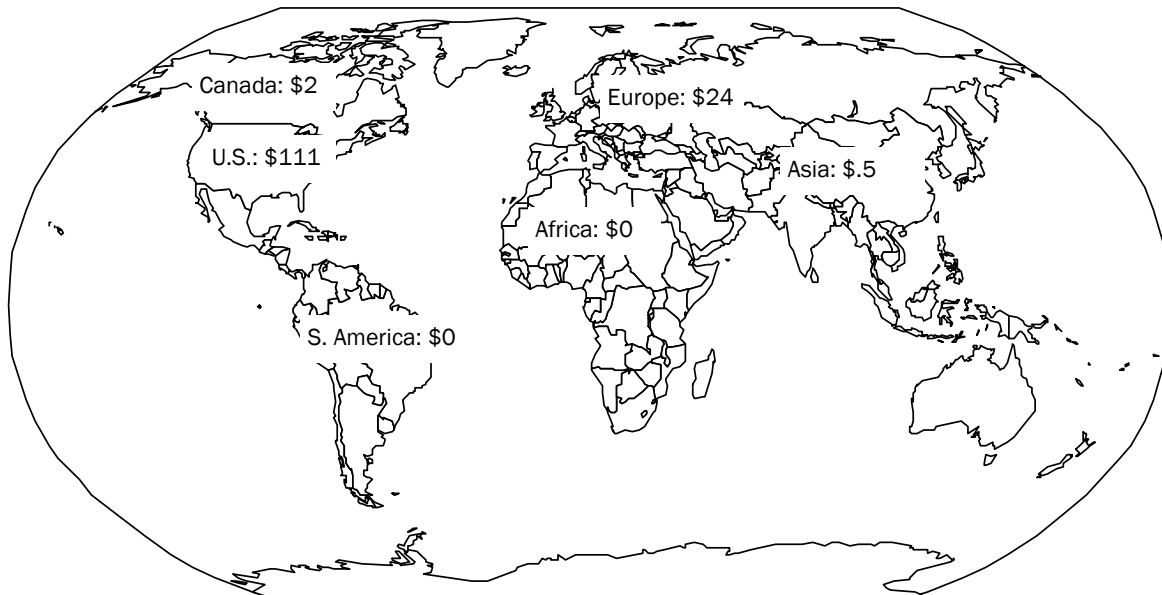 Canada: $2
Europe: $24
U.S.: $111
Asia: $.5
Africa: $0
S. America: $0